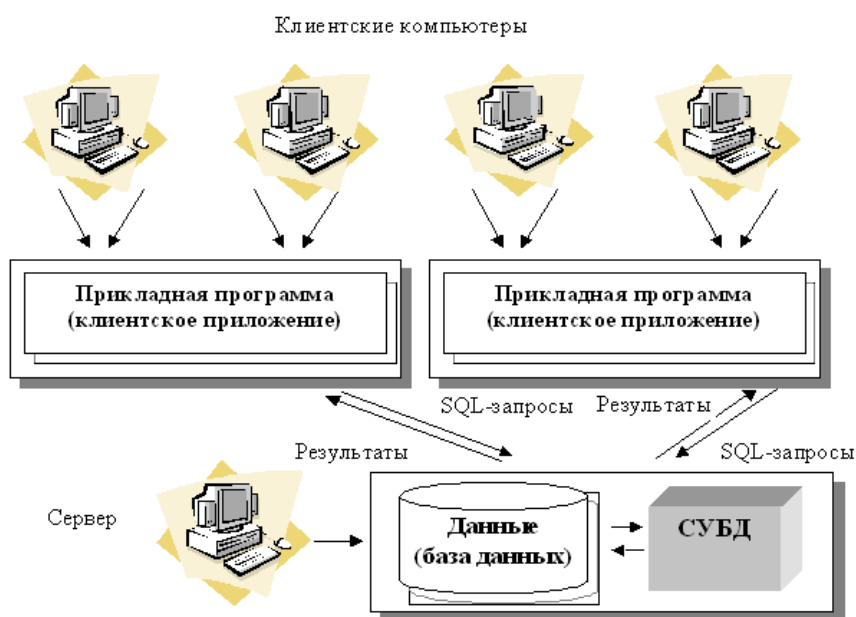 Клиентские компьютеры
Прикладная программа
(клиентское приложение)
Прикладная программа
(клиентское приложение)
SQL-запросы
Результаты
Результаты
SQL-запросы
Сервер
Данные
(база данных)
СУБД